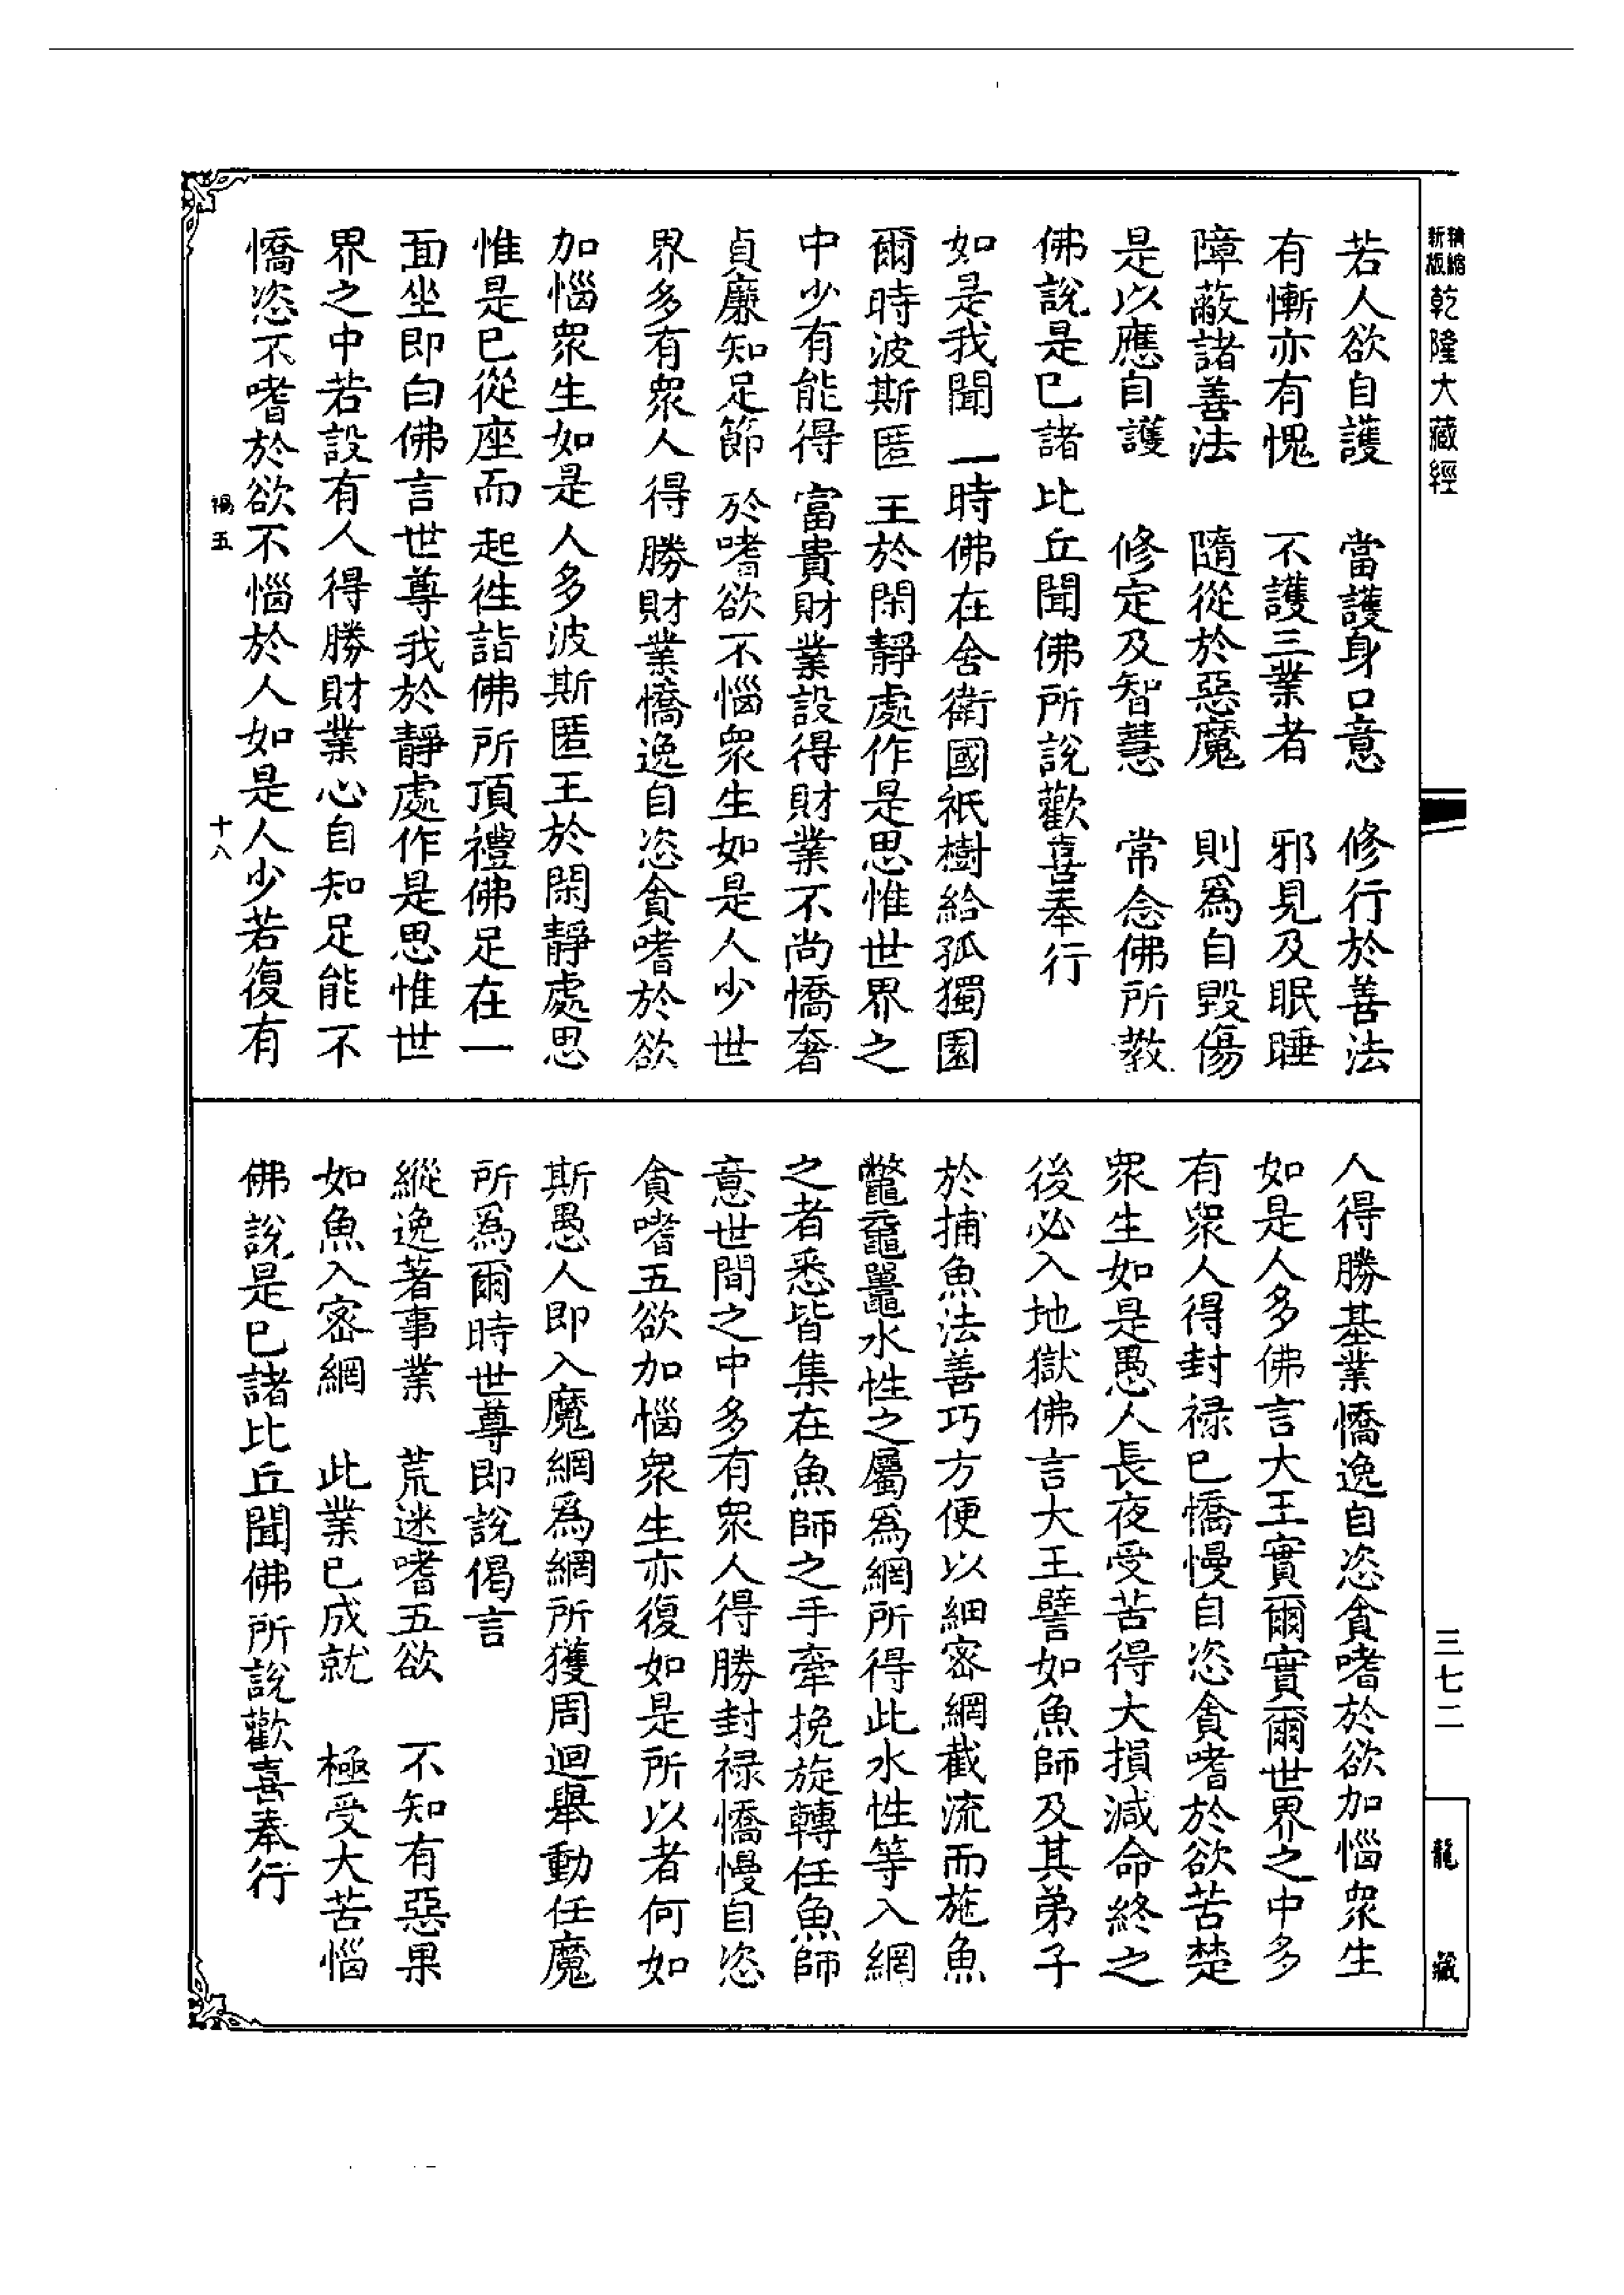 精縮新版乾隆大藏經
若人欲自護　當護身口意　修行於善法
有慚亦有愧　不護三業者　邪見及眠睡
障蔽諸善法　隨從於惡魔　則爲自毀傷
是以應自護　修定及智慧　常念佛所教
佛說是已諸比丘聞佛所說歡喜奉行
如是我聞一時佛在舍衛國祇樹給孤獨園
爾時波斯匿王於閑靜處作是思惟世界之
中少有能得富貴財業設得財業不尚憍奢
貞廉知足節於嗜欲不惱衆生如是人少世
界多有衆人得勝財業憍逸自恣貪嗜於欲
加惱衆生如是人多波斯匿王於閑靜處思
惟是已從座而起徃詣佛所頂禮佛足在一
面坐即白佛言世尊我於靜處作是思惟世
界之中若設有人得勝財業心自知足能不
憍恣不嗜於欲不惱於人如是人少若復有
禍五　十八
人得勝基業憍逸自恣貪嗜於欲加惱衆生
如是人多佛言大王實爾實爾世界之中多
有衆人得封禄已憍慢自恣貪嗜於欲苦楚
衆生如是愚人長夜受苦得大損減命終之
後必入地獄佛言大王譬如魚師及其弟子
於捕魚法善巧方便以細密網截流而施魚
鼈黿鼉水性之屬爲網所得此水性等入網
之者悉皆集在魚師之手牽挽旋轉任魚師
意世間之中多有衆人得勝封禄憍慢自恣
貪嗜五欲加惱衆生亦復如是所以者何如
斯愚人即入魔網爲網所獲周迴舉動任魔
所爲爾時世尊即說偈言
縱逸著事業　荒迷嗜五欲　不知有惡果
如魚入密網　此業已成就　極受大苦惱
佛說是已諸比丘聞佛所說歡喜奉行
三七二
龍藏